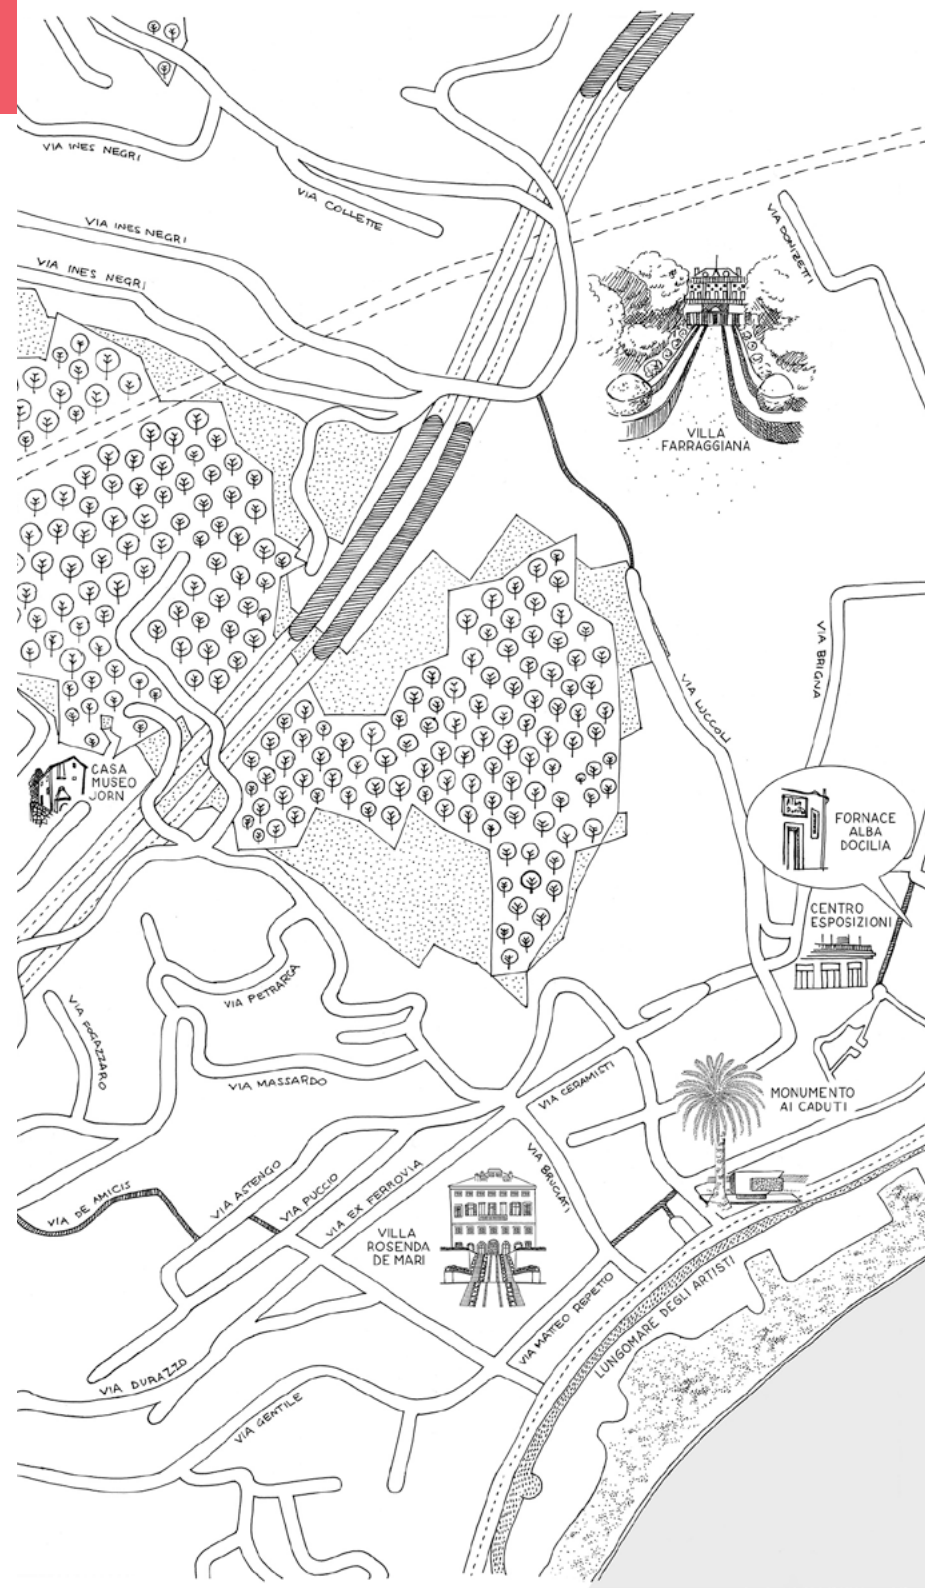 VIA INES NEGRI
VIA COLLETTE
VIA INES NEGRI
VIA INES NEGRI
VIA DONIZETTI
VILLA
FARRAGGIANA
VIA BRIGNA
VIA LUCCOLI
CASA
MUSEO
JORN
FORNACE
ALBA
DOCILIA
CENTRO
ESPOSIZIONI
VIA PETRARCA
VIA FOGAZZARO
VIA MASSARDO
VIA CERAMISTI
MONUMENTO
AI CADUTI
VIA BRIGNATI
VIA DE AMICIS
VIA ASTENGO
VIA PUCCIO
VIA EX FERROVIA
VILLA
ROSENDA
DE MARI
VIA MATTEO REPETTO
LUNGOMARE DEGLI ARTISTI
VIA DURAZZO
VIA GENTILE